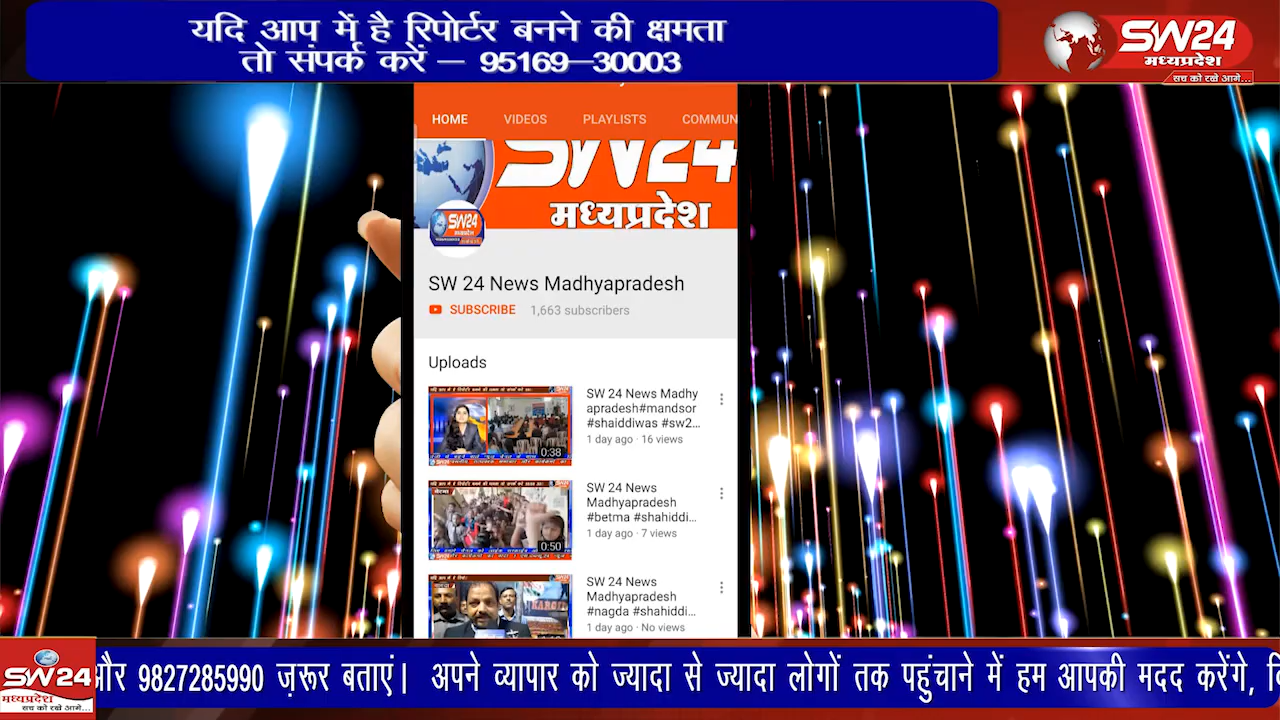 यदि आप में है रिपोर्टर बनने की क्षमता
तो संपर्क करें – 95169–30003
SW24
मध्यप्रदेश
सच को रखे आगे...
HOME VIDEOS PLAYLISTS COMMUN
SW24
मध्यप्रदेश
SW24
SW 24 News Madhyapradesh
SUBSCRIBE 1,663 subscribers
Uploads
SW 24 News Madhy
apradesh#mandsor
#shaiddiwas #sw2...
1 day ago · 16 views
0:38
SW 24 News
Madhyapradesh
#betma #shahiddi...
1 day ago · 7 views
0:50
SW 24 News
Madhyapradesh
#nagda #shahiddi...
1 day ago · No views
SW24
मध्यप्रदेश
सच को रखे आगे...
और 9827285990 ज़रूर बताएं। अपने व्यापार को ज्यादा से ज्यादा लोगों तक पहुंचाने में हम आपकी मदद करेंगे,